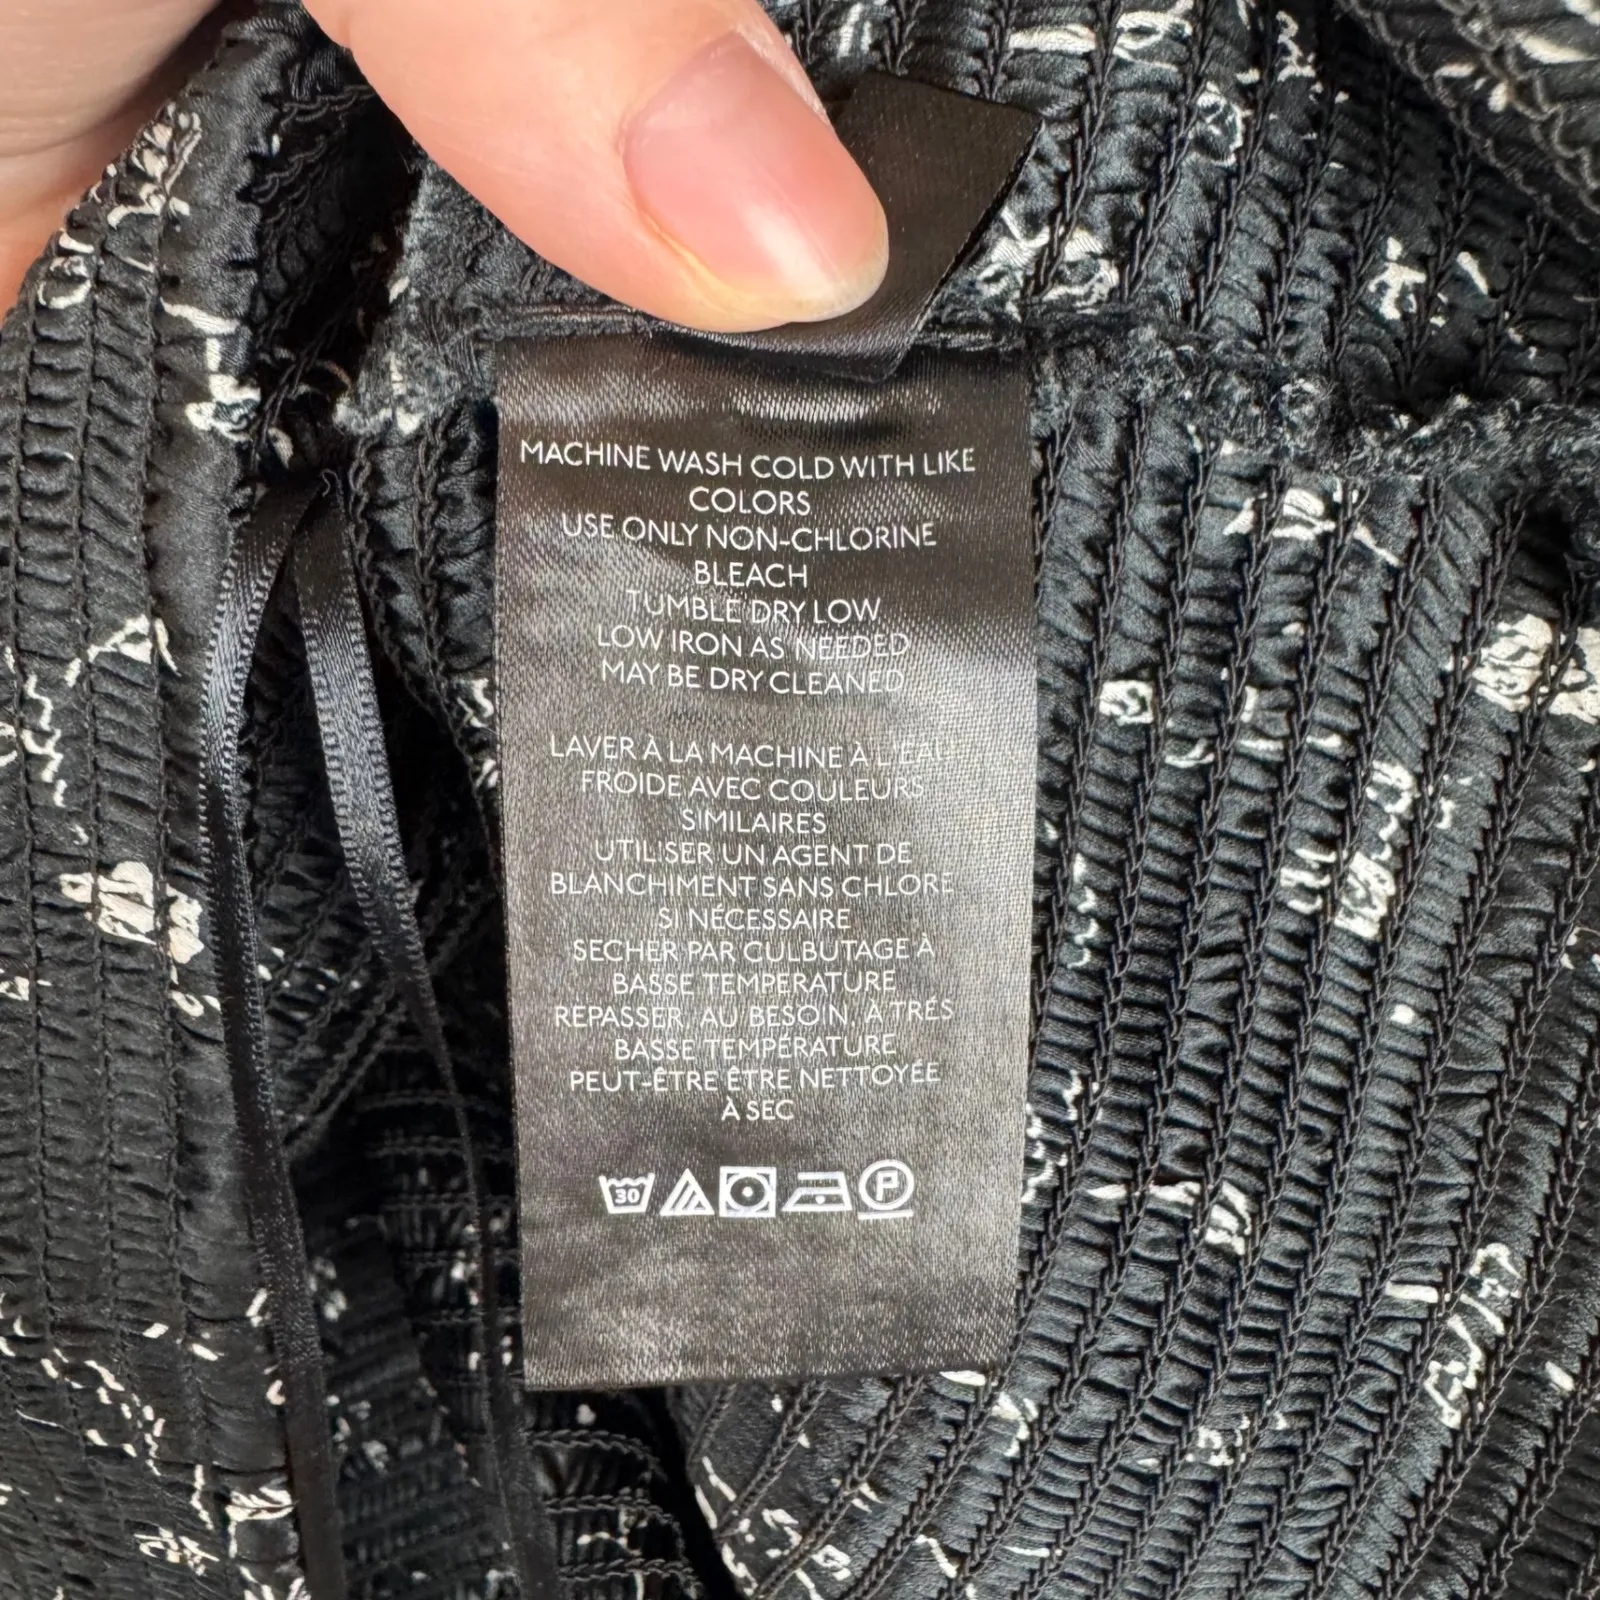 MACHINE WASH COLD WITH LIKE
COLORS
USE ONLY NON-CHLORINE
BLEACH
TUMBLE DRY LOW
LOW IRON AS NEEDED
MAY BE DRY CLEANED
LAVER À LA MACHINE À L'EAU
FROIDE AVEC COULEURS
SIMILAIRES
UTILISER UN AGENT DE
BLANCHIMENT SANS CHLORE
SI NÉCESSAIRE
SECHER PAR CULBUTAGE À
BASSE TEMPERATURE
REPASSER, AU BESOIN, À TRÉS
BASSE TEMPÉRATURE
PEUT-ÊTRE ÊTRE NETTOYÉE
À SEC
30 P